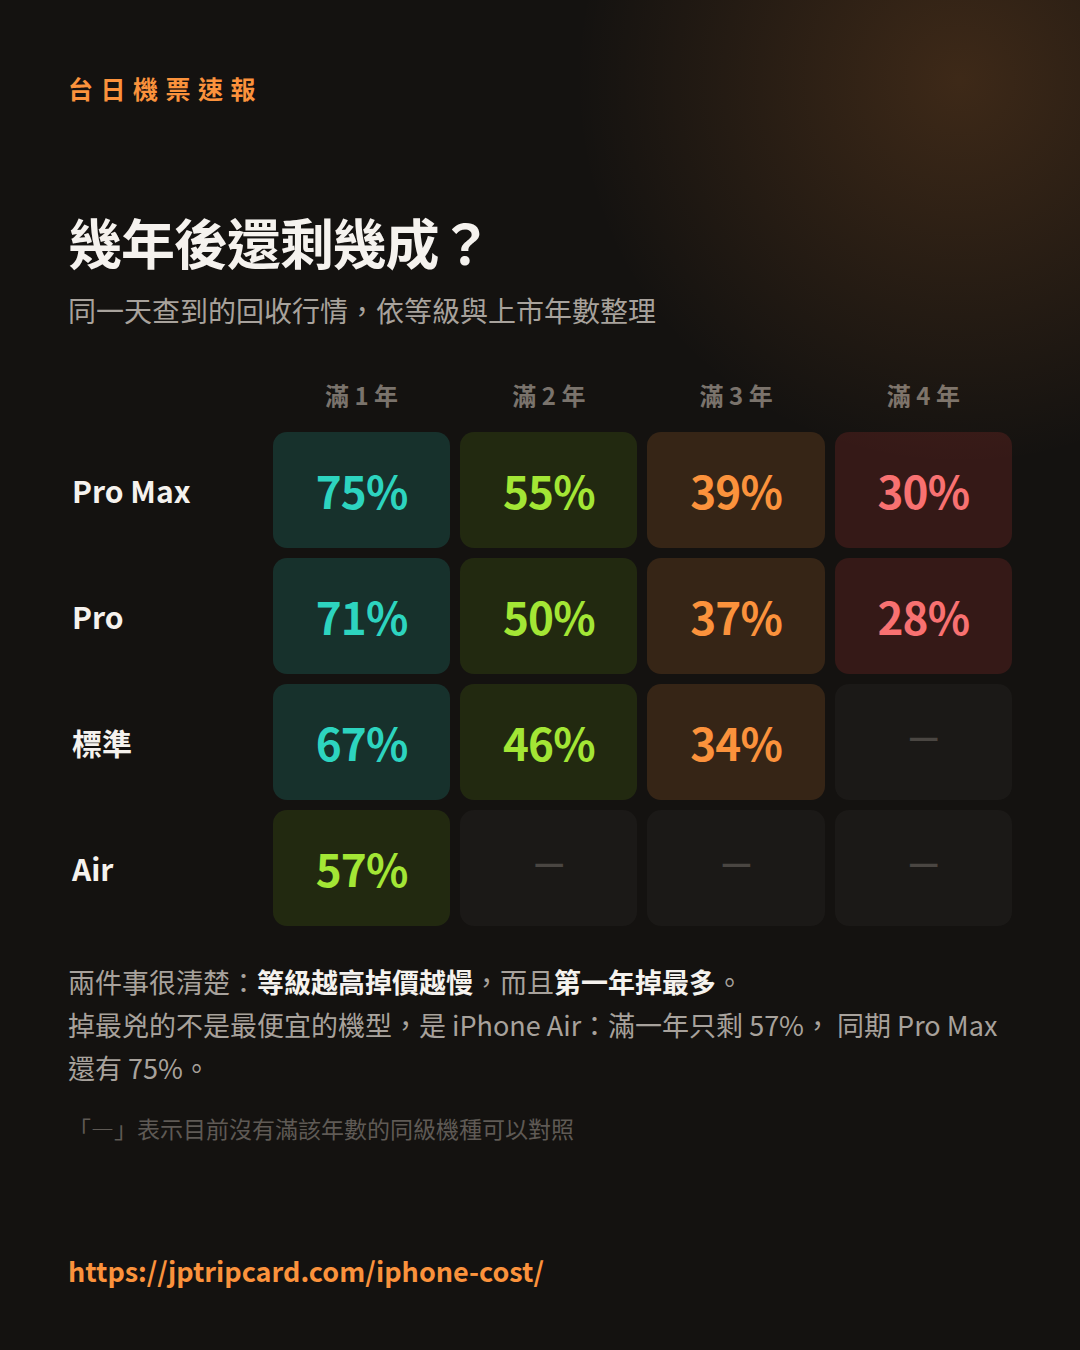 台日機票速報
幾年後還剩幾成？
同一天查到的回收行情，依等級與上市年數整理
滿 1 年 滿 2 年 滿 3 年 滿 4 年
Pro Max 75% 55% 39% 30%
Pro 71% 50% 37% 28%
標準 67% 46% 34% —
Air 57% — — —
兩件事很清楚：等級越高掉價越慢，而且第一年掉最多。
掉最兇的不是最便宜的機型，是 iPhone Air：滿一年只剩 57%， 同期 Pro Max
還有 75%。
「—」表示目前沒有滿該年數的同級機種可以對照
https://jptripcard.com/iphone-cost/